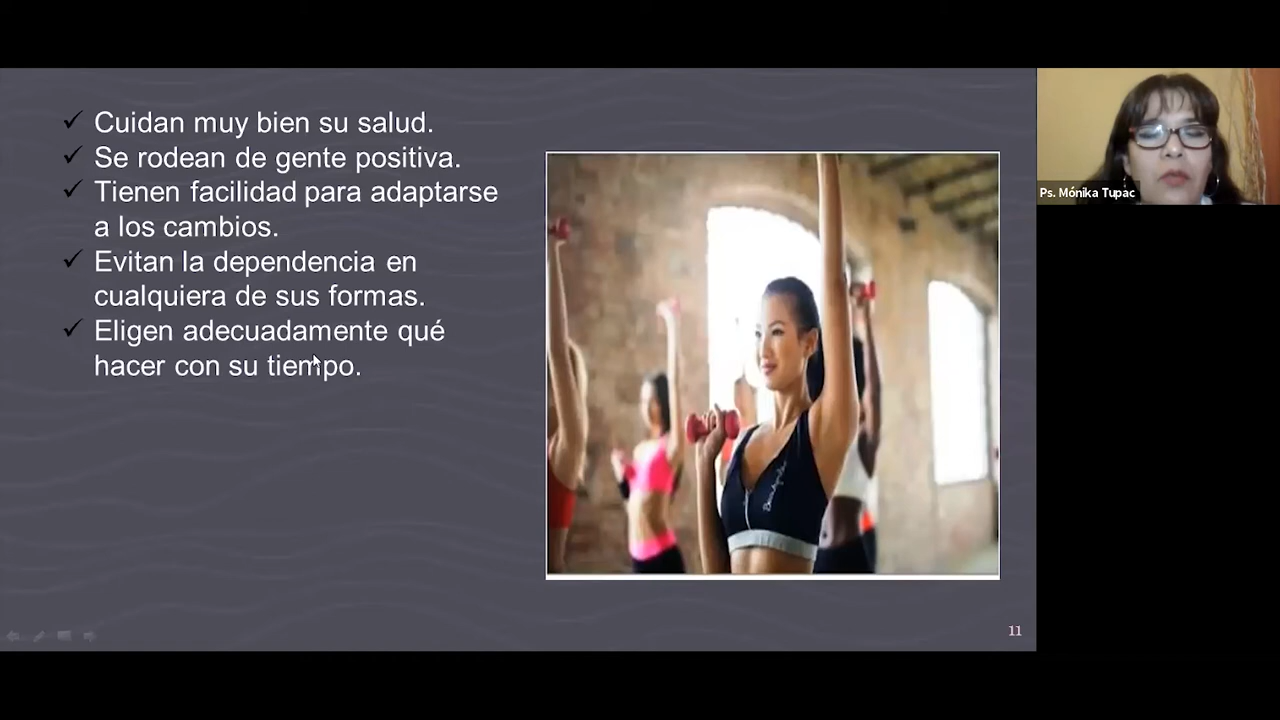 Cuidan muy bien su salud.
Se rodean de gente positiva.
Tienen facilidad para adaptarse
a los cambios.
Evitan la dependencia en
cualquiera de sus formas.
Eligen adecuadamente qué
hacer con su tiempo.
Ps. Mónika Tupac
11